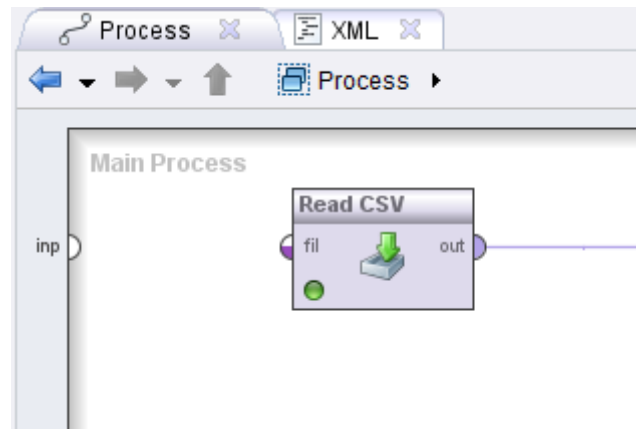 Process XML
Process
Main Process
Read CSV
inp fil out